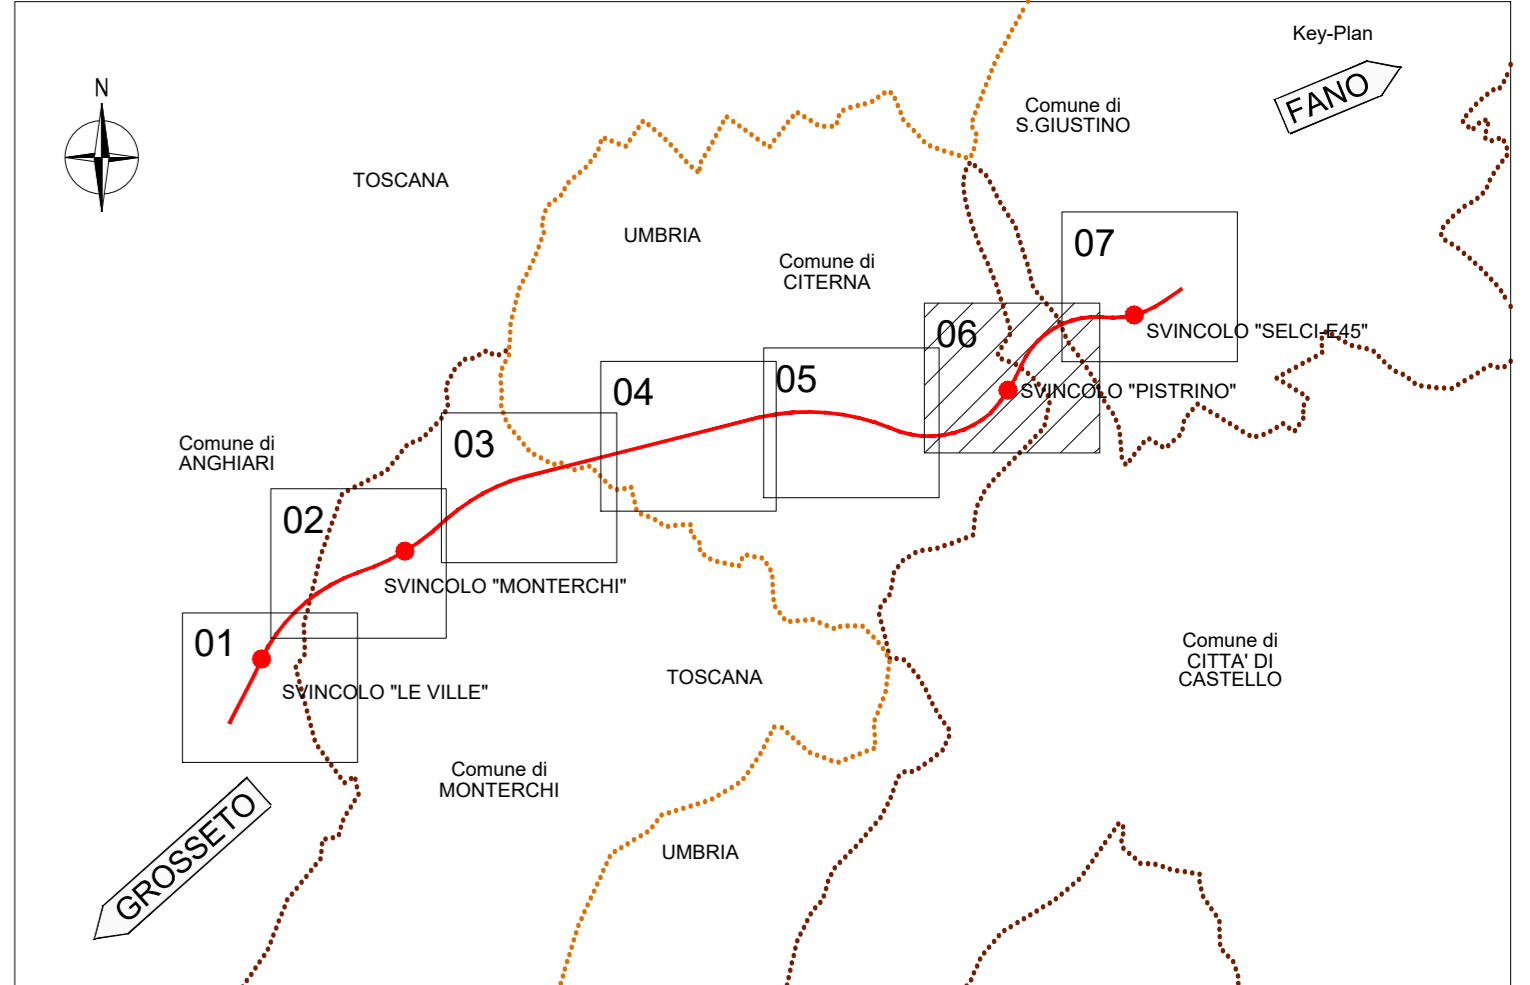 Key-Plan
N
FANO
Comune di
S.GIUSTINO
TOSCANA
UMBRIA
07
Comune di
CITERNA
06
SVINCOLO "SELCI-E45"
05
04
SVINCOLO "PISTRINO"
03
Comune di
ANGHIARI
02
SVINCOLO "MONTERCHI"
01
Comune di
CITTA' DI
CASTELLO
TOSCANA
SVINCOLO "LE VILLE"
Comune di
MONTERCHI
GROSSETO
UMBRIA